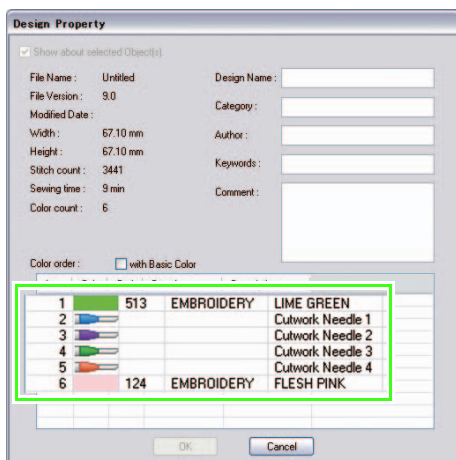 Design Property
Show about selected Object(s)
File Name : Untitled Design Name :
File Version : 9.0
Category :
Modified Date :
Width : 67.10 mm Author :
Height : 67.10 mm
Keywords :
Stitch count : 3441
Sewing time : 9 min Comment :
Color count : 6
Color order : with Basic Color
1 513 EMBROIDERY LIME GREEN
2 Cutwork Needle 1
3 Cutwork Needle 2
4 Cutwork Needle 3
5 Cutwork Needle 4
6 124 EMBROIDERY FLESH PINK
OK Cancel